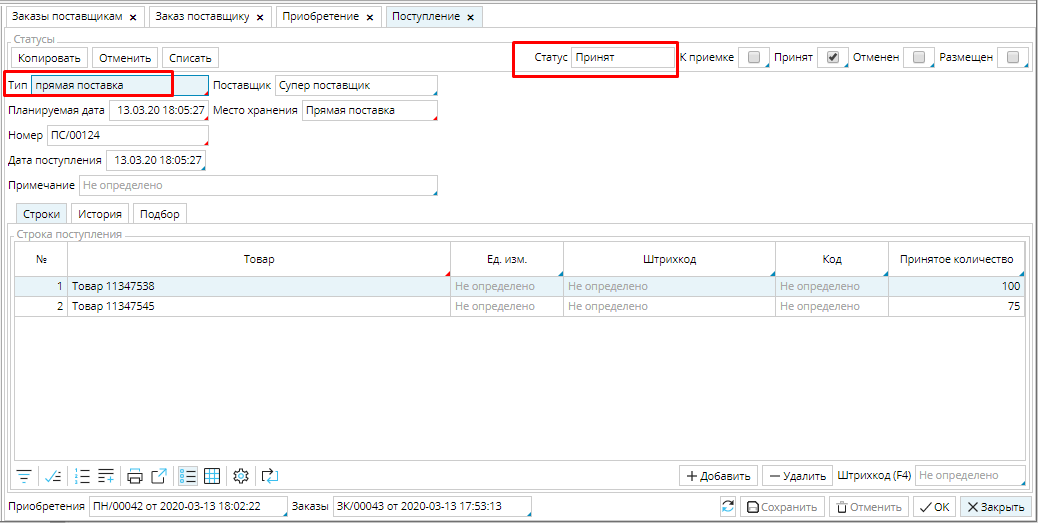 Заказы поставщикам × Заказ поставщику × Приобретение × Поступление ×
Статусы
Копировать Отменить Списать Статус Принят К приемке Принят Отменен Размещен
Тип прямая поставка Поставщик Супер поставщик
Планируемая дата 13.03.20 18:05:27 Место хранения Прямая поставка
Номер ПС/00124
Дата поступления 13.03.20 18:05:27
Примечание Не определено
Строки История Подбор
Строка поступления
№ Товар Ед. изм. Штрихкод Код Принятое количество
1 Товар 11347538 Не определено Не определено Не определено 100
2 Товар 11347545 Не определено Не определено Не определено 75
+ Добавить — Удалить Штрихкод (F4) Не определено
Приобретения ПН/00042 от 2020-03-13 18:02:22 Заказы ЗК/00043 от 2020-03-13 17:53:13 Сохранить Отменить OK Закрыть